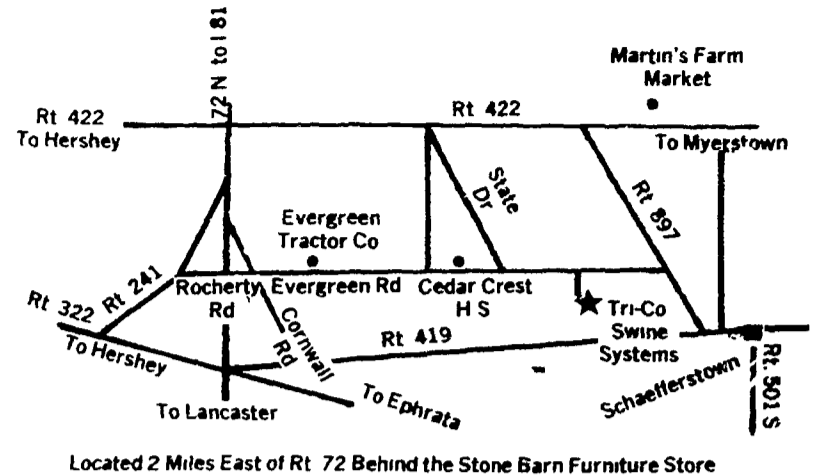 72 N to I 81
Martin's Farm
Market
Rt 422
To Hershey
Rt 422
To Myerstown
State
Dr
Rt 897
Evergreen
Tractor Co
Rt 241
Rocherty
Rd
Evergreen Rd
Cedar Crest
H S
Rt 322
To Hershey
Cornwall
Rd
Rt 419
Tri-Co
Swine
Systems
Schaefferstown
Rt. 501 S
To Lancaster
To Ephrata
Located 2 Miles East of Rt 72 Behind the Stone Barn Furniture Store